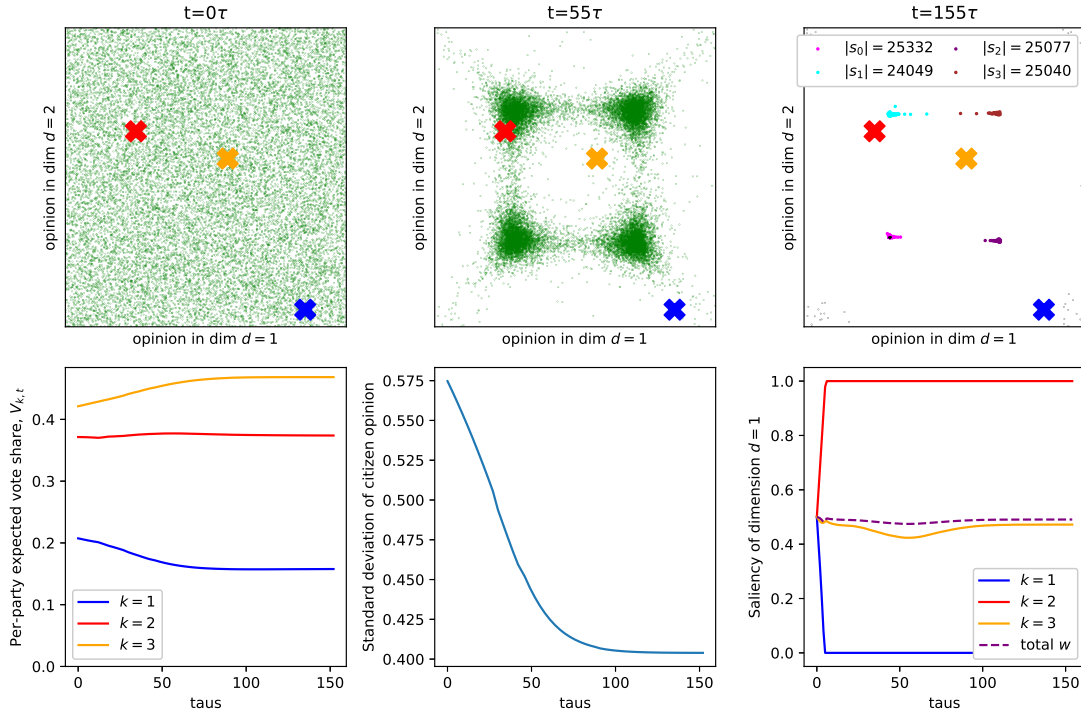 t=0τ
t=55τ
t=155τ
opinion in dim d = 2
opinion in dim d = 2
opinion in dim d = 2
|s0| = 25332
|s1| = 24049
|s2| = 25077
|s3| = 25040
opinion in dim d = 1
opinion in dim d = 1
opinion in dim d = 1
Per-party expected vote share, Vk,t
0.4
0.3
0.2
0.1
0.0
k = 1
k = 2
k = 3
0
50
100
150
taus
Standard deviation of citizen opinion
0.575
0.550
0.525
0.500
0.475
0.450
0.425
0.400
0
50
100
150
taus
Saliency of dimension d = 1
1.0
0.8
0.6
0.4
0.2
0.0
k = 1
k = 2
k = 3
total w
0
50
100
150
taus